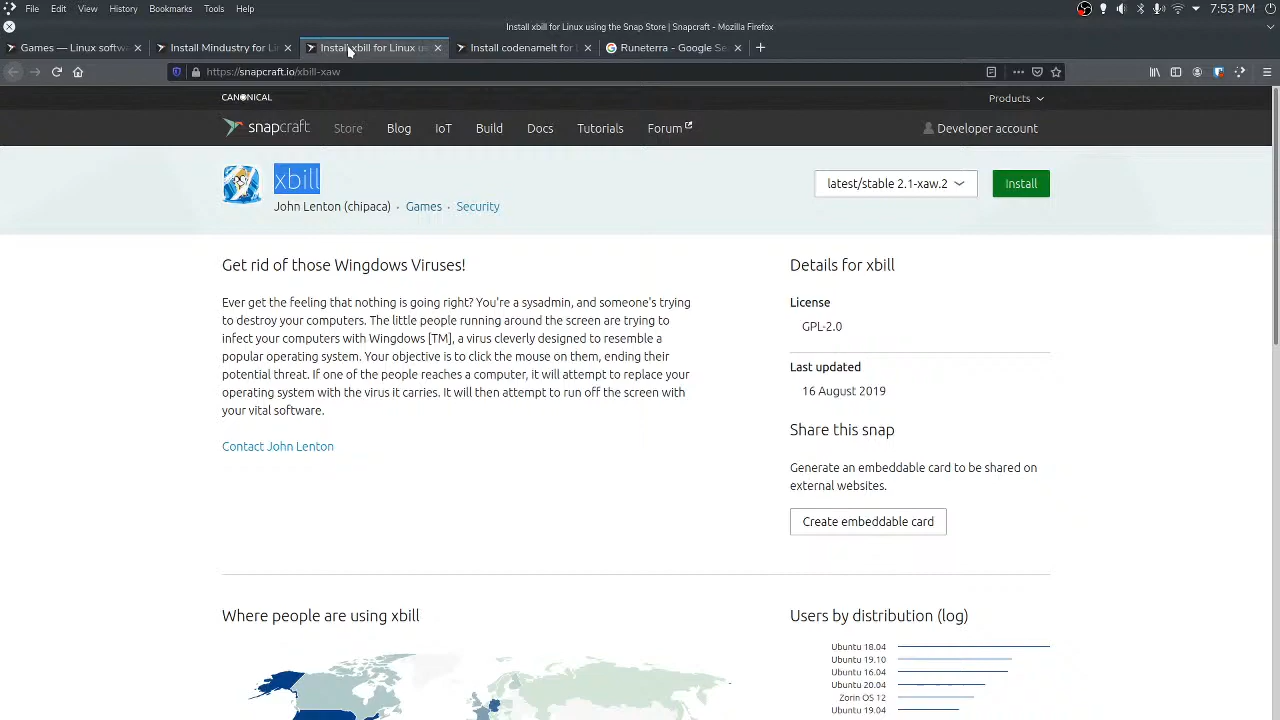 File Edit View History Bookmarks Tools Help
7:53 PM
Install xbill for Linux using the Snap Store | Snapcraft - Mozilla Firefox
Games — Linux softw
Install Mindustry for Li
Install xbill for Linux u
Install codenamelt for
Runeterra - Google Se
https://snapcraft.io/xbill-xaw
CANONICAL
Products
snapcraft
Store
Blog
IoT
Build
Docs
Tutorials
Forum
Developer account
xbill
John Lenton (chipaca) · Games · Security
latest/stable 2.1-xaw.2
Install
Get rid of those Wingdows Viruses!
Ever get the feeling that nothing is going right? You're a sysadmin, and someone's trying
to destroy your computers. The little people running around the screen are trying to
infect your computers with Wingdows [TM], a virus cleverly designed to resemble a
popular operating system. Your objective is to click the mouse on them, ending their
potential threat. If one of the people reaches a computer, it will attempt to replace your
operating system with the virus it carries. It will then attempt to run off the screen with
your vital software.
Contact John Lenton
Details for xbill
License
GPL-2.0
Last updated
16 August 2019
Share this snap
Generate an embeddable card to be shared on
external websites.
Create embeddable card
Where people are using xbill
Users by distribution (log)
Ubuntu 18.04
Ubuntu 19.10
Ubuntu 16.04
Ubuntu 20.04
Zorin OS 12
Ubuntu 19.04